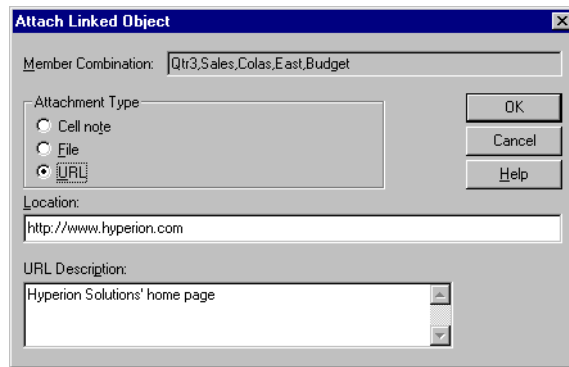 Attach Linked Object
Member Combination: Qtr3,Sales,Colas,East,Budget
Attachment Type
Cell note
File
URL
OK
Cancel
Help
Location:
http://www.hyperion.com
URL Description:
Hyperion Solutions' home page